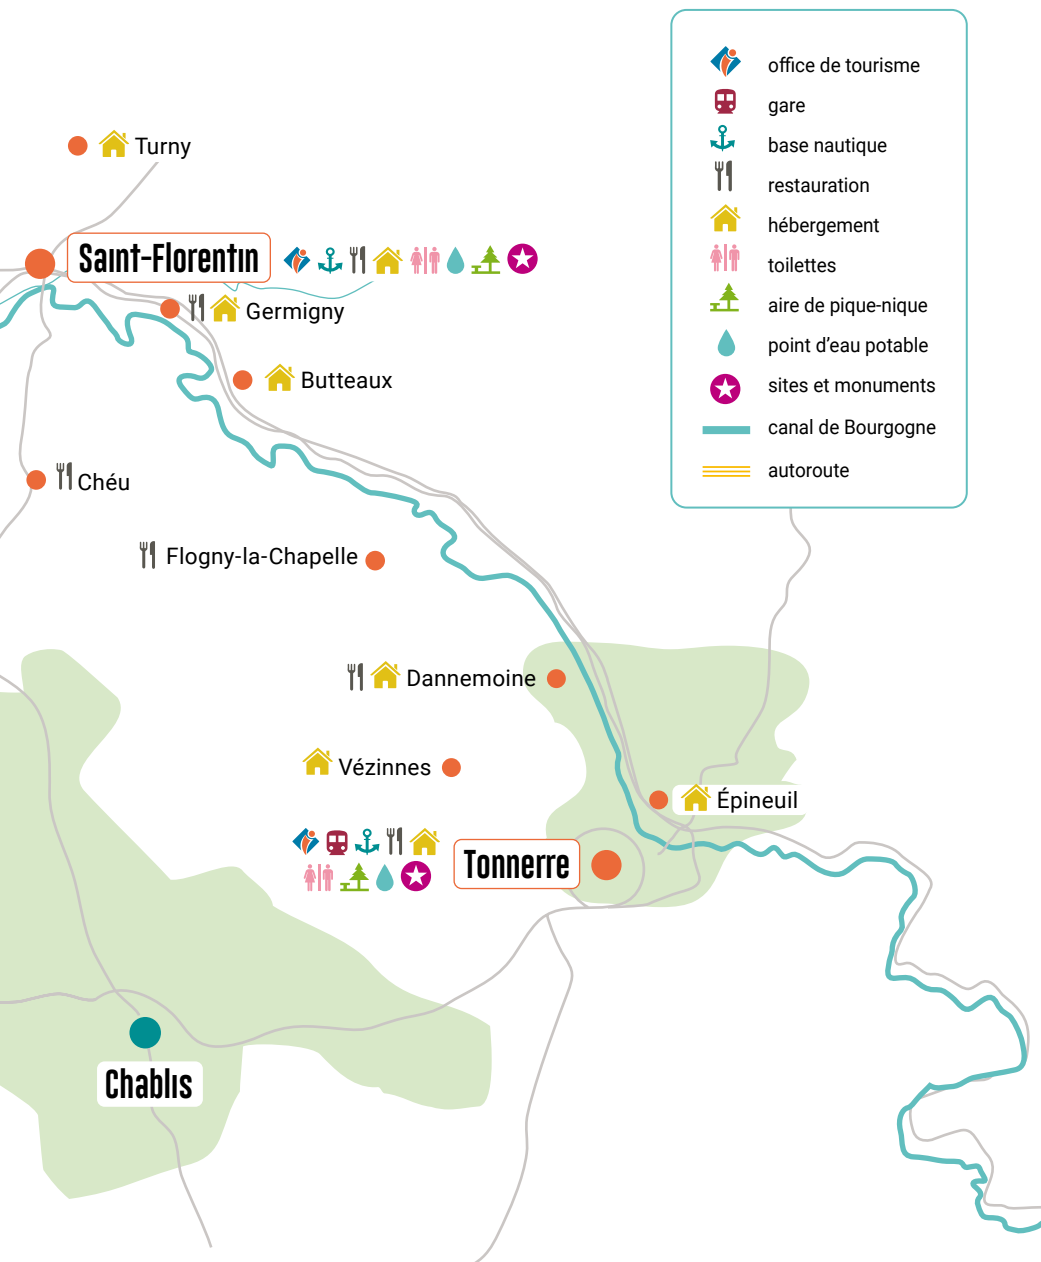 office de tourisme
gare
base nautique
restauration
hébergement
toilettes
aire de pique-nique
point d’eau potable
sites et monuments
canal de Bourgogne
autoroute
Turny
Saint-Florentin
Germigny
Butteaux
Chéu
Flogny-la-Chapelle
Dannemoine
Vézinnes
Épineuil
Tonnerre
Chablis